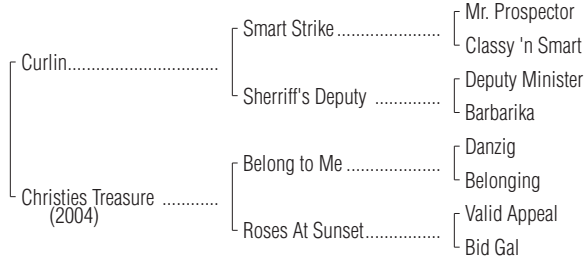 Mr. Prospector
Smart Strike ..................
Classy 'n Smart
Curlin..........................
Deputy Minister
Sherriff's Deputy ...........
Barbarika
Danzig
Belong to Me ................
Belonging
Christies Treasure ..........
(2004)
Valid Appeal
Roses At Sunset.............
Bid Gal